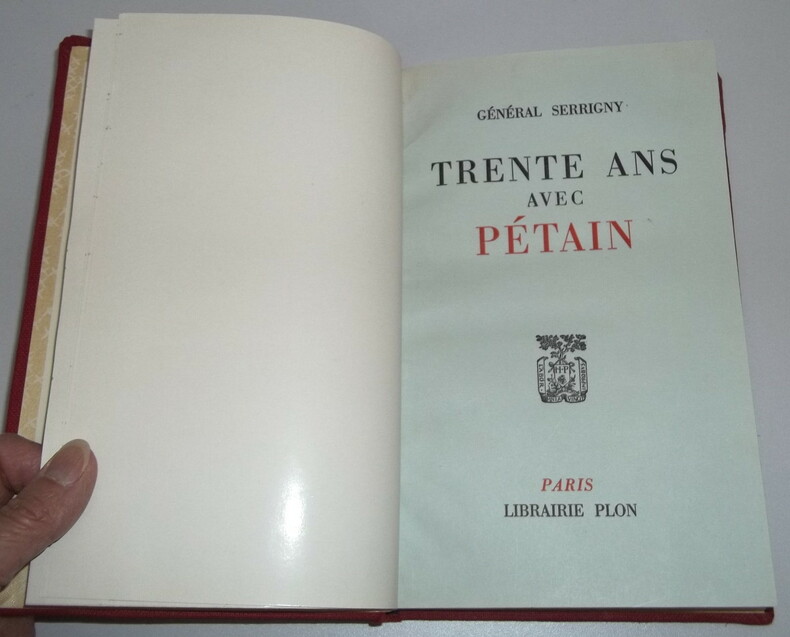 GÉNÉRAL SERRIGNY
TRENTE ANS
AVEC
PÉTAIN
H-P
PARIS
LIBRAIRIE PLON